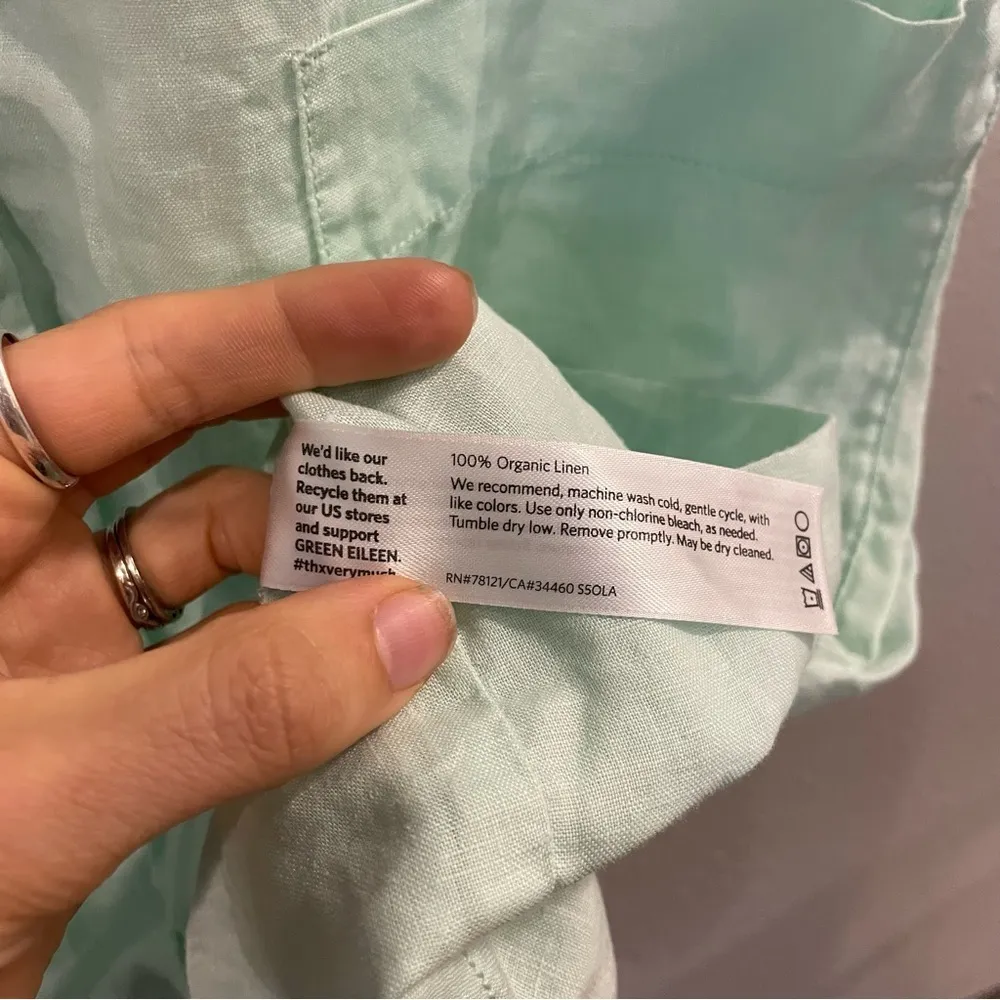 We'd like our
clothes back.
Recycle them at
our US stores
and support
GREEN EILEEN.
#thxverymuch
100% Organic Linen
We recommend, machine wash cold, gentle cycle, with
like colors. Use only non-chlorine bleach, as needed.
Tumble dry low. Remove promptly. May be dry cleaned.
RN#78121/CA#34460 S5OLA